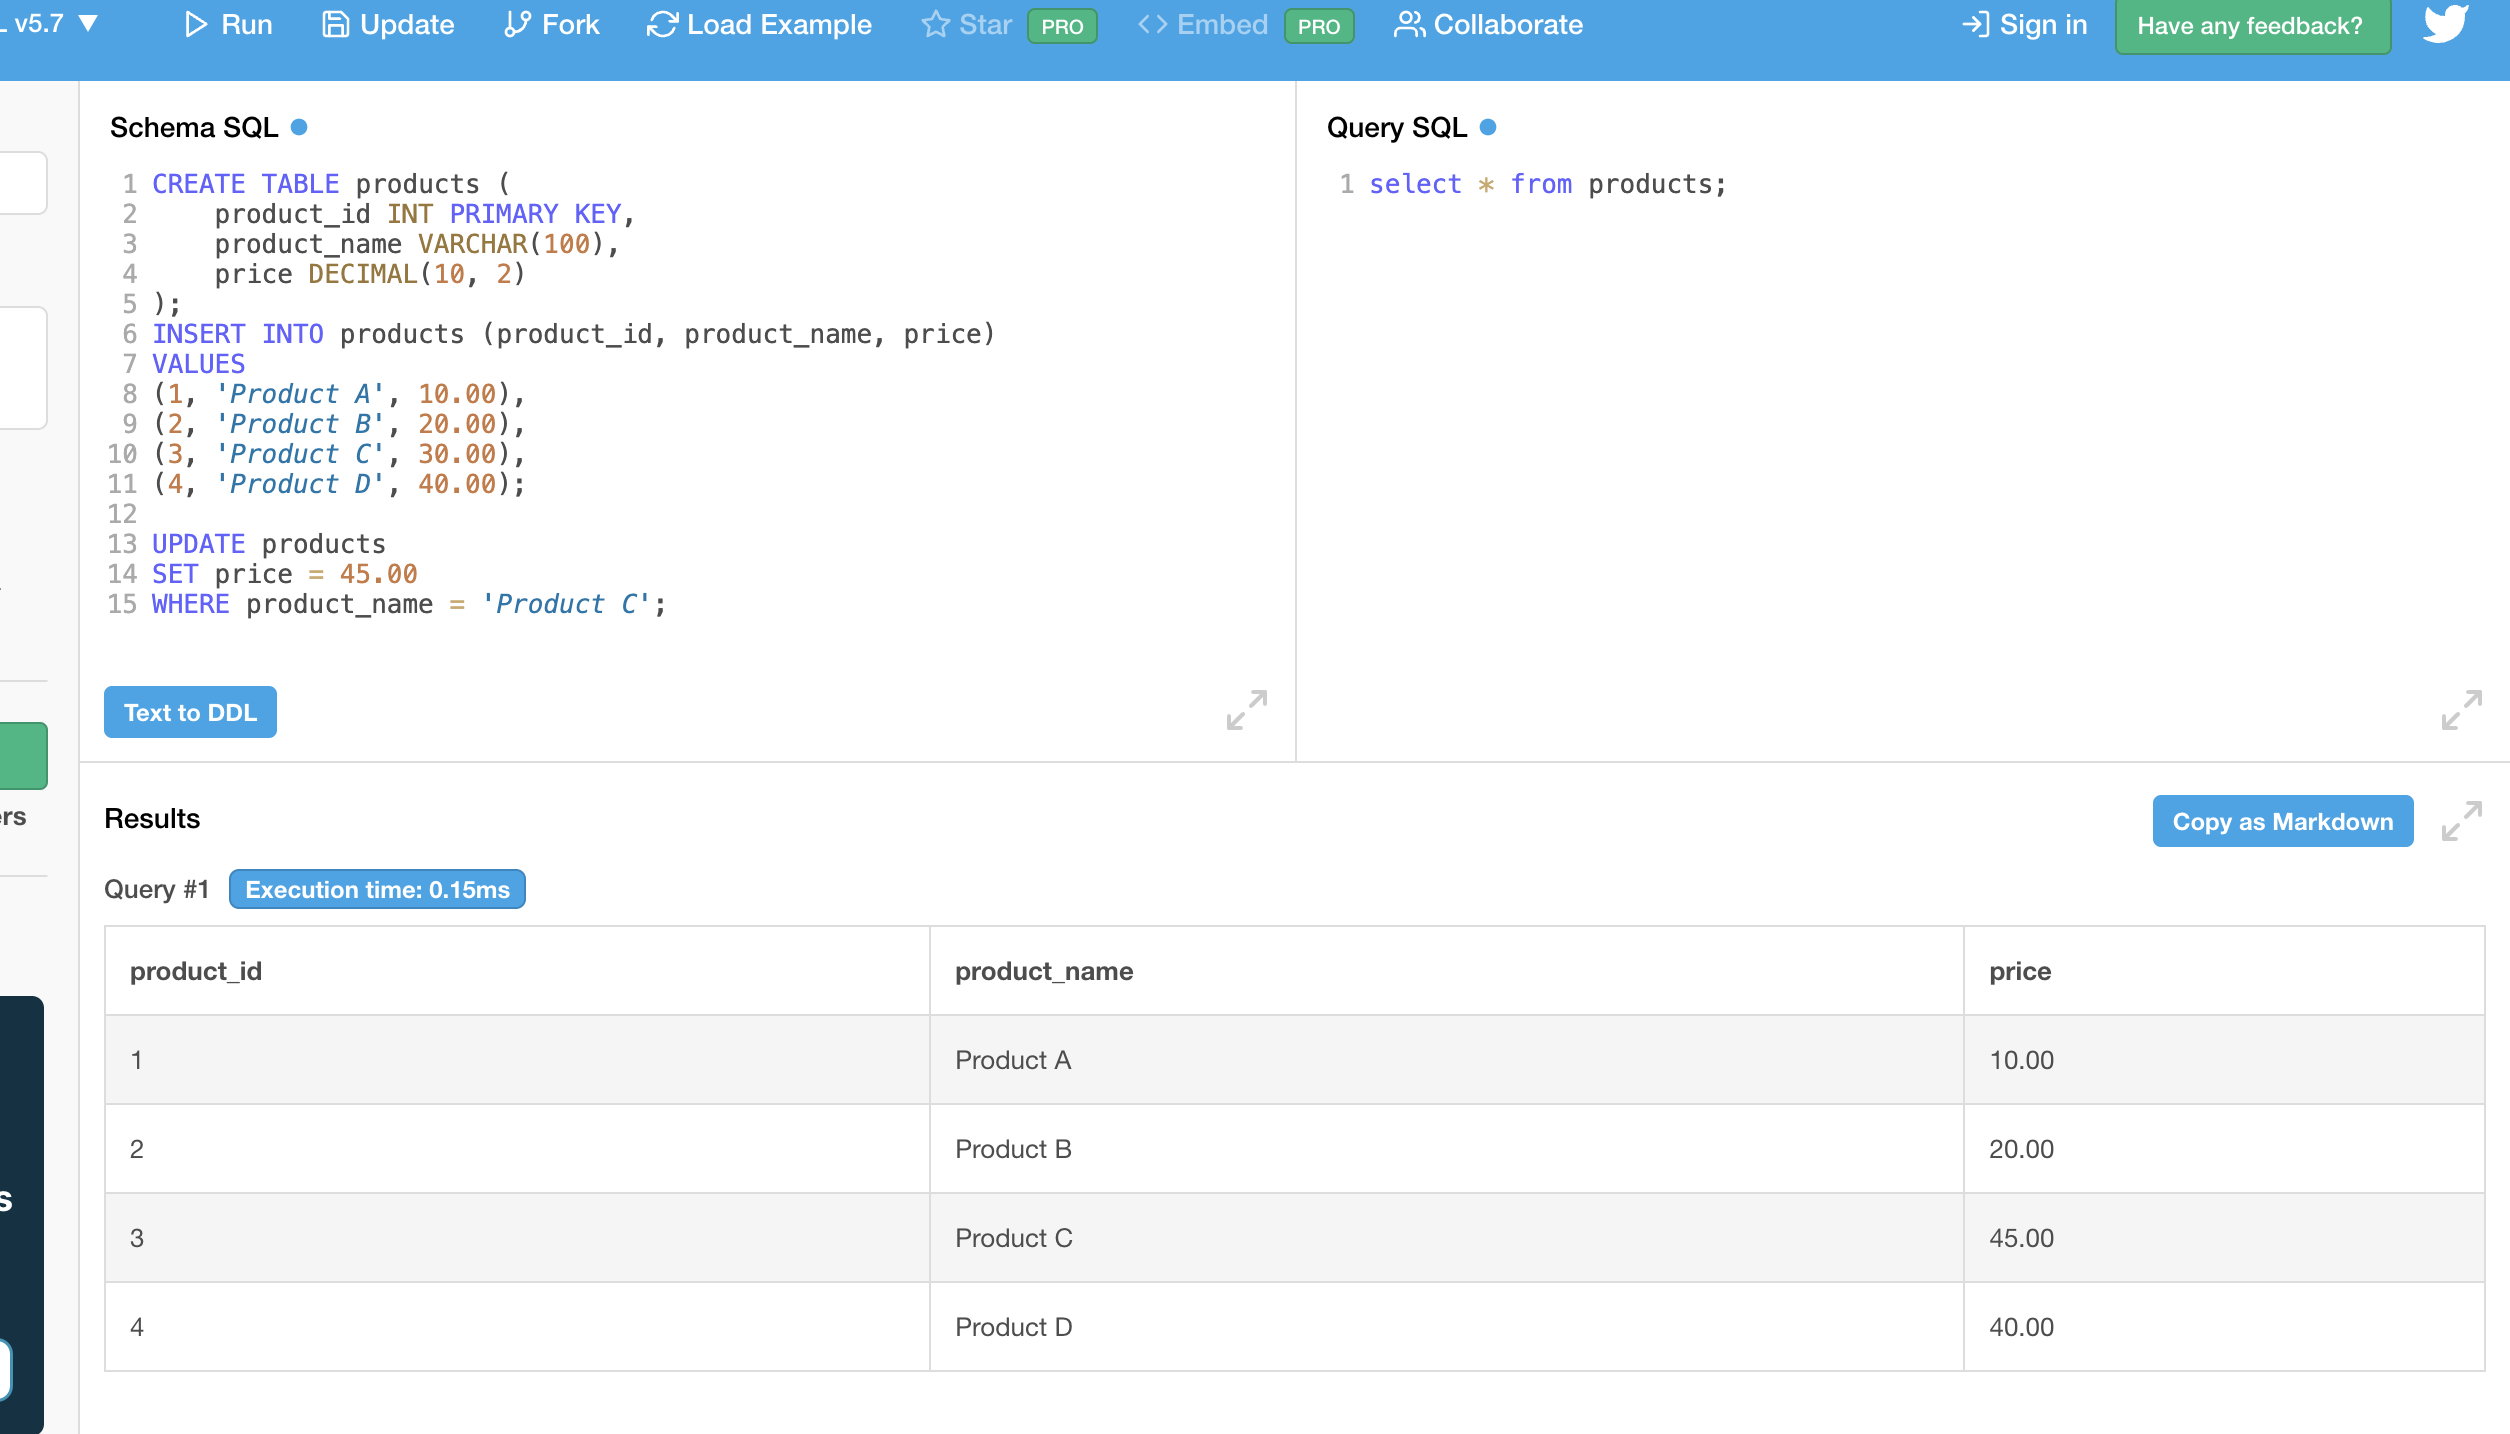 v5.7 ▼ Run Update Fork Load Example Star PRO <> Embed PRO Collaborate Sign in Have any feedback?
Schema SQL
1 CREATE TABLE products (
2     product_id INT PRIMARY KEY,
3     product_name VARCHAR(100),
4     price DECIMAL(10, 2)
5 );
6 INSERT INTO products (product_id, product_name, price)
7 VALUES
8 (1, 'Product A', 10.00),
9 (2, 'Product B', 20.00),
10 (3, 'Product C', 30.00),
11 (4, 'Product D', 40.00);
12
13 UPDATE products
14 SET price = 45.00
15 WHERE product_name = 'Product C';
Text to DDL
Query SQL
1 select * from products;
Results
Copy as Markdown
Query #1 Execution time: 0.15ms
product_id product_name price
1 Product A 10.00
2 Product B 20.00
3 Product C 45.00
4 Product D 40.00